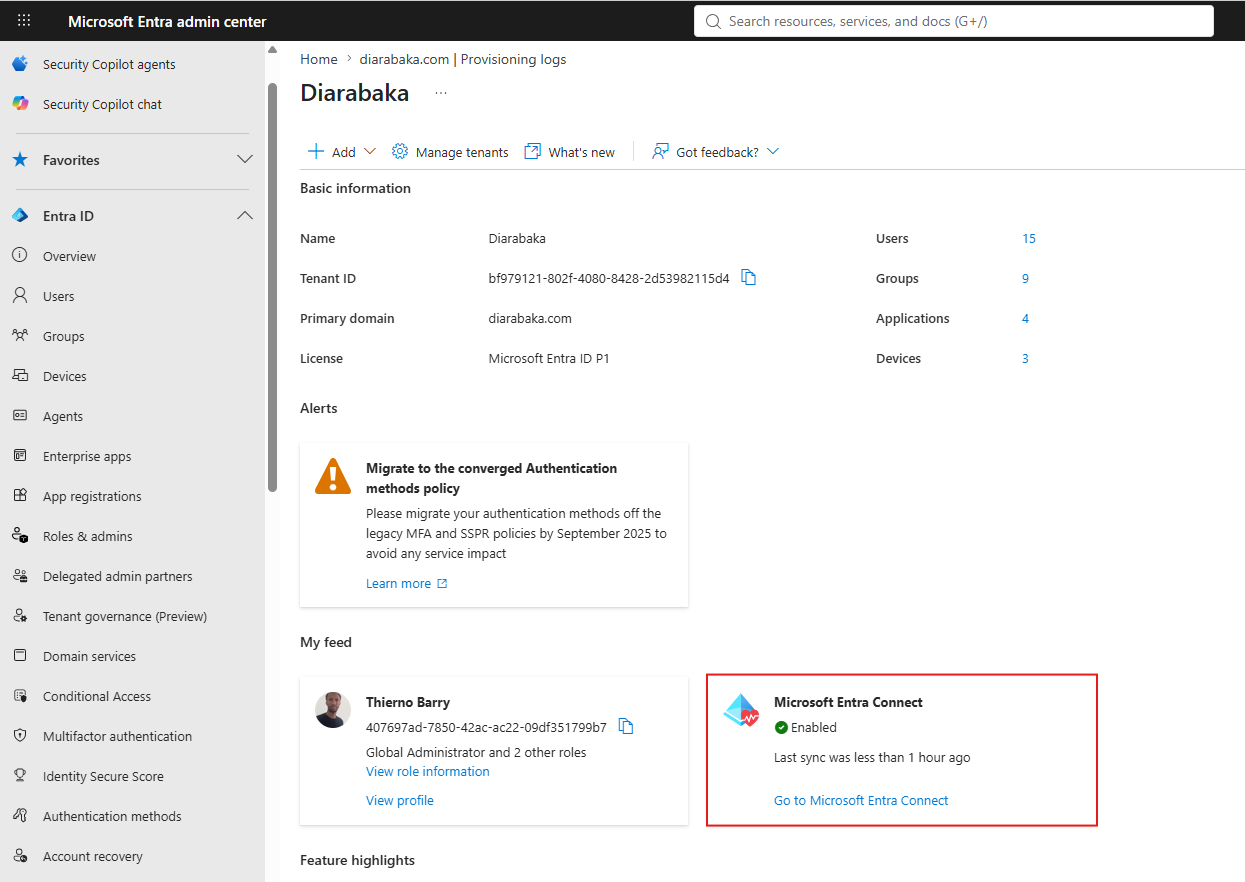 Microsoft Entra admin center
Search resources, services, and docs (G+/)
Security Copilot agents
Security Copilot chat
Favorites
Entra ID
Overview
Users
Groups
Devices
Agents
Enterprise apps
App registrations
Roles & admins
Delegated admin partners
Tenant governance (Preview)
Domain services
Conditional Access
Multifactor authentication
Identity Secure Score
Authentication methods
Account recovery
Home > diarabaka.com | Provisioning logs
Diarabaka ...
Add Manage tenants What's new Got feedback?
Basic information
Name Diarabaka Users 15
Tenant ID bf979121-802f-4080-8428-2d53982115d4 Groups 9
Primary domain diarabaka.com Applications 4
License Microsoft Entra ID P1 Devices 3
Alerts
Migrate to the converged Authentication
methods policy
Please migrate your authentication methods off the
legacy MFA and SSPR policies by September 2025 to
avoid any service impact
Learn more
My feed
Thierno Barry
407697ad-7850-42ac-ac22-09df351799b7
Global Administrator and 2 other roles
View role information
View profile
Microsoft Entra Connect
Enabled
Last sync was less than 1 hour ago
Go to Microsoft Entra Connect
Feature highlights